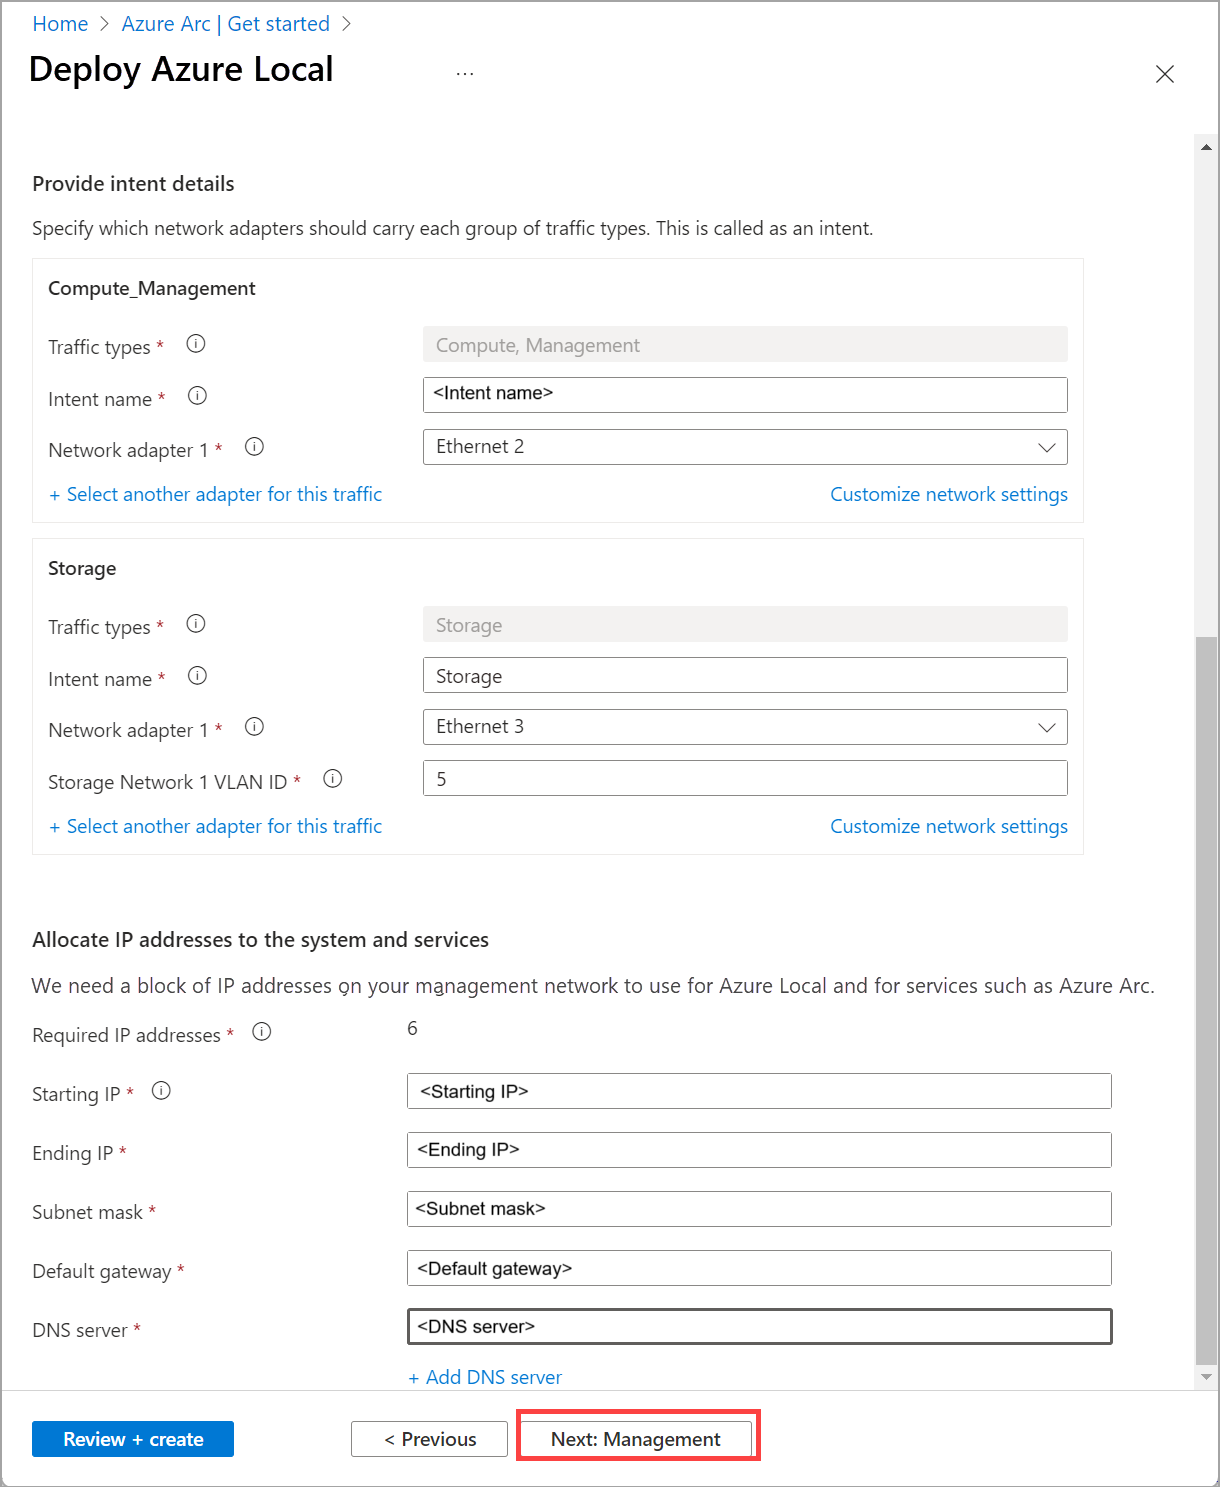 Home > Azure Arc | Get started >
Deploy Azure Local ...
Provide intent details
Specify which network adapters should carry each group of traffic types. This is called as an intent.
Compute_Management
Traffic types * Compute, Management
Intent name * <Intent name>
Network adapter 1 * Ethernet 2
+ Select another adapter for this traffic Customize network settings
Storage
Traffic types * Storage
Intent name * Storage
Network adapter 1 * Ethernet 3
Storage Network 1 VLAN ID * 5
+ Select another adapter for this traffic Customize network settings
Allocate IP addresses to the system and services
We need a block of IP addresses on your management network to use for Azure Local and for services such as Azure Arc.
Required IP addresses * 6
Starting IP * <Starting IP>
Ending IP * <Ending IP>
Subnet mask * <Subnet mask>
Default gateway * <Default gateway>
DNS server * <DNS server>
+ Add DNS server
Review + create < Previous Next: Management